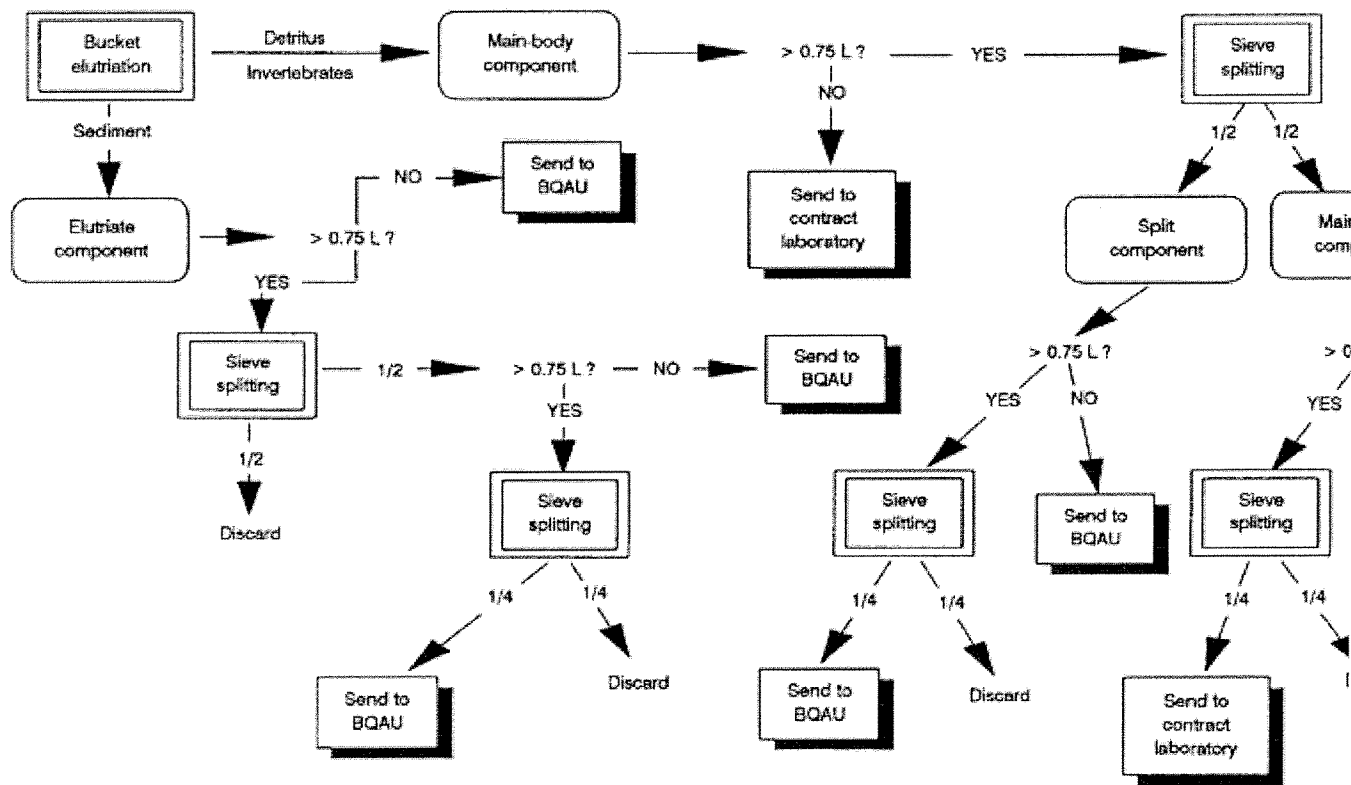 Bucket
elutriation
Detritus
Invertebrates
Main-body
component
> 0.75 L ?
YES
Sieve
splitting
NO
Sediment
1/2
1/2
Send to
BQAU
NO
Send to
contract
laboratory
Elutriate
component
> 0.75 L ?
Split
component
YES
Sieve
splitting
1/2
> 0.75 L ?
NO
Send to
BQAU
> 0.75 L ?
YES
YES
NO
YES
1/2
Discard
Sieve
splitting
Sieve
splitting
Send to
BQAU
Sieve
splitting
1/4
1/4
1/4
1/4
1/4
1/4
Send to
BQAU
Discard
Send to
BQAU
Discard
Send to
contract
laboratory